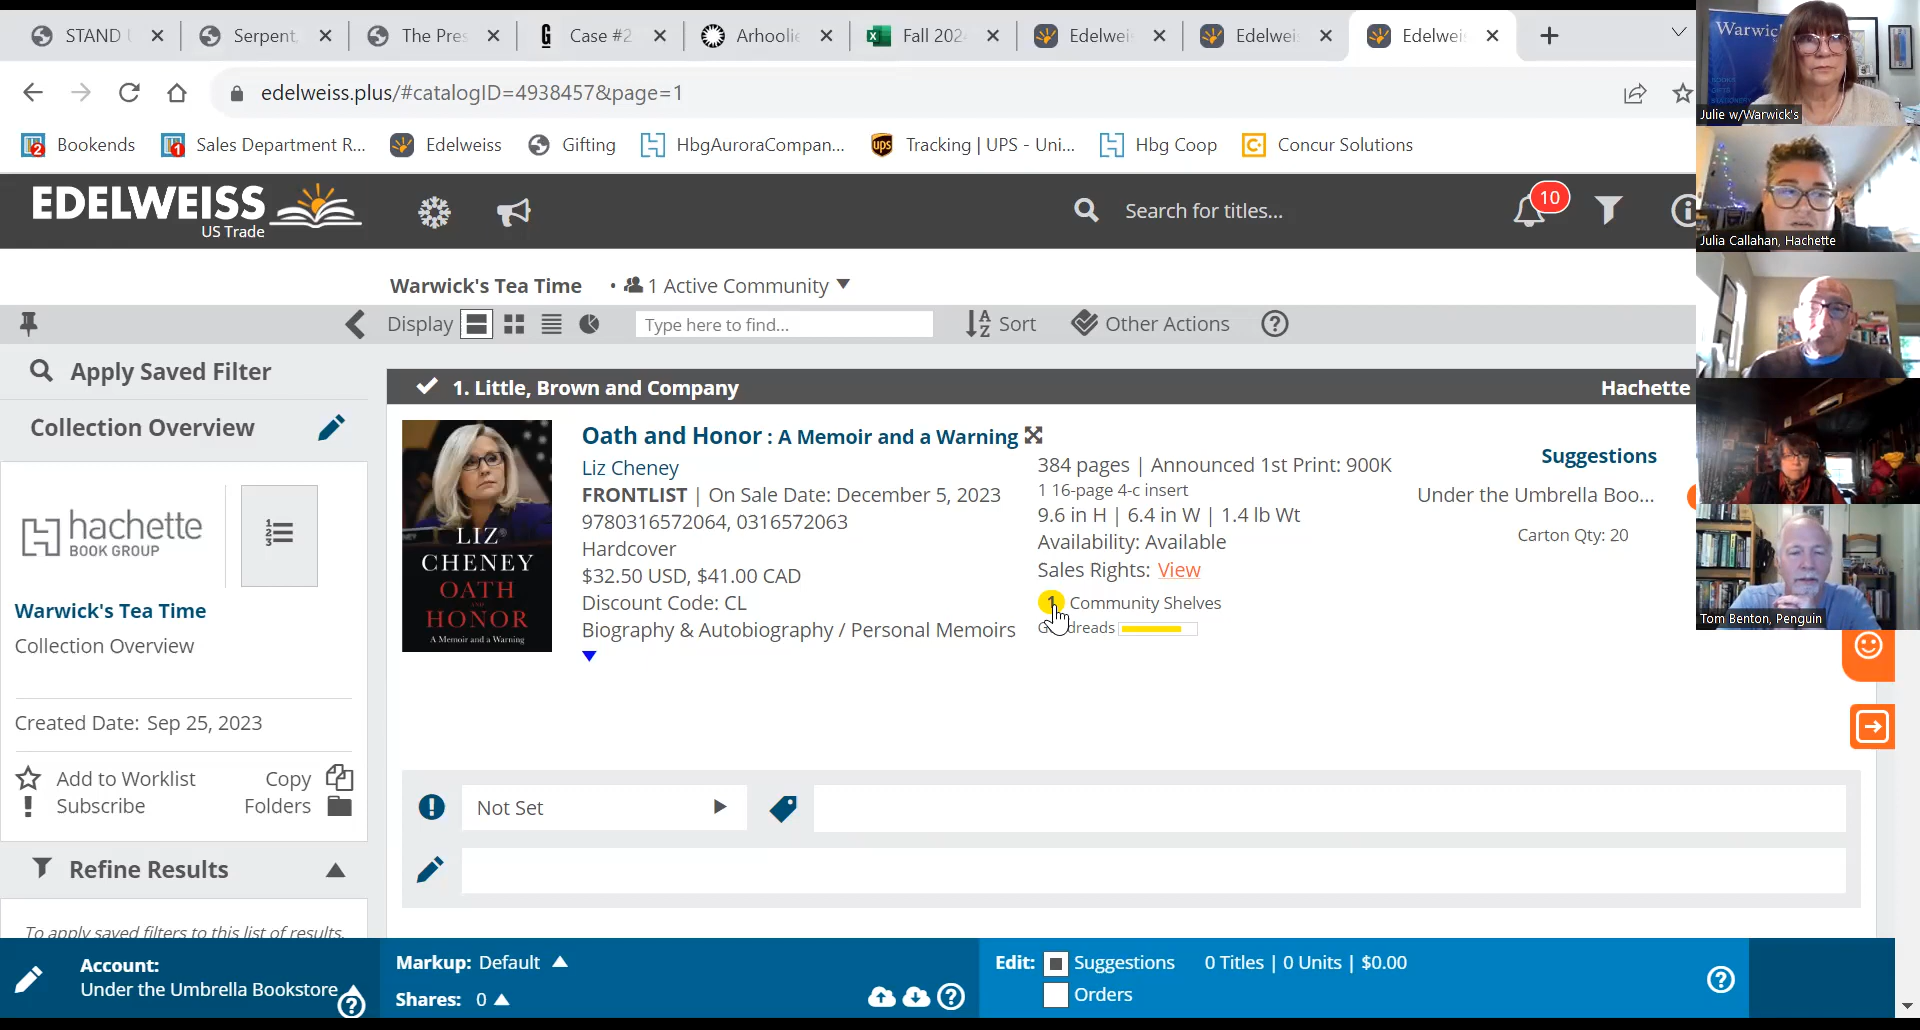 STAND
Serpent
The Pres
Case #2
Arhoolie
Fall 202
Edelwei
Edelweis
Edelweis
edelweiss.plus/#catalogID=4938457&page=1
2 Bookends
1 Sales Department R...
Edelweiss
Gifting
HbgAuroraCompan...
ups Tracking | UPS - Uni...
Hbg Coop
Concur Solutions
EDELWEISS
US Trade
Search for titles...
10
Warwick's Tea Time • 1 Active Community
Display
Type here to find...
Sort
Other Actions
Apply Saved Filter
Collection Overview
hachette
BOOK GROUP
Warwick's Tea Time
Collection Overview
Created Date: Sep 25, 2023
Add to Worklist Copy
Subscribe Folders
Refine Results
To apply saved filters to this list of results,
1. Little, Brown and Company Hachette
LIZ
CHENEY
OATH
AND
HONOR
A Memoir and a Warning
Oath and Honor : A Memoir and a Warning
Liz Cheney
FRONTLIST | On Sale Date: December 5, 2023
9780316572064, 0316572063
Hardcover
$32.50 USD, $41.00 CAD
Discount Code: CL
Biography & Autobiography / Personal Memoirs
384 pages | Announced 1st Print: 900K
1 16-page 4-c insert
9.6 in H | 6.4 in W | 1.4 lb Wt
Availability: Available
Sales Rights: View
1 Community Shelves
Goodreads
Suggestions
Under the Umbrella Boo...
Carton Qty: 20
Not Set
Account:
Under the Umbrella Bookstore
Markup: Default
Shares: 0
Edit: Suggestions 0 Titles | 0 Units | $0.00
Orders
Warwick
Julie w/Warwick's
Julia Callahan, Hachette
Tom Benton, Penguin